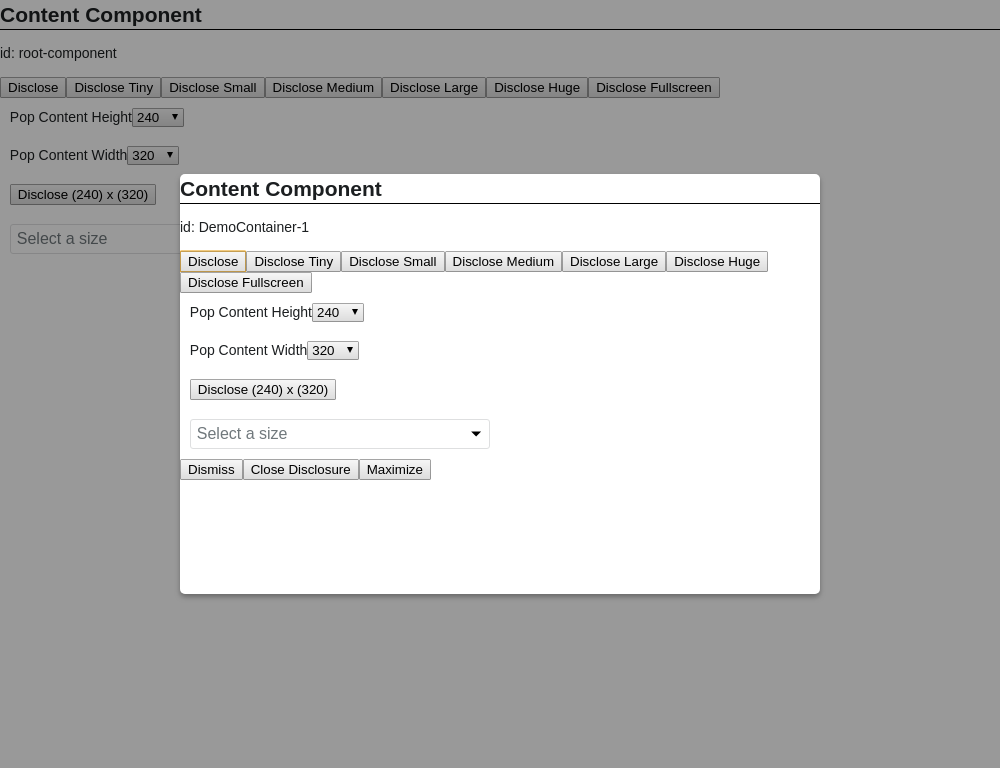 Content Component
id: root-component
Disclose Disclose Tiny Disclose Small Disclose Medium Disclose Large Disclose Huge Disclose Fullscreen
Pop Content Height 240
Pop Content Width 320
Disclose (240) x (320)
Select a size
Content Component
id: DemoContainer-1
Disclose Disclose Tiny Disclose Small Disclose Medium Disclose Large Disclose Huge
Disclose Fullscreen
Pop Content Height 240
Pop Content Width 320
Disclose (240) x (320)
Select a size
Dismiss Close Disclosure Maximize